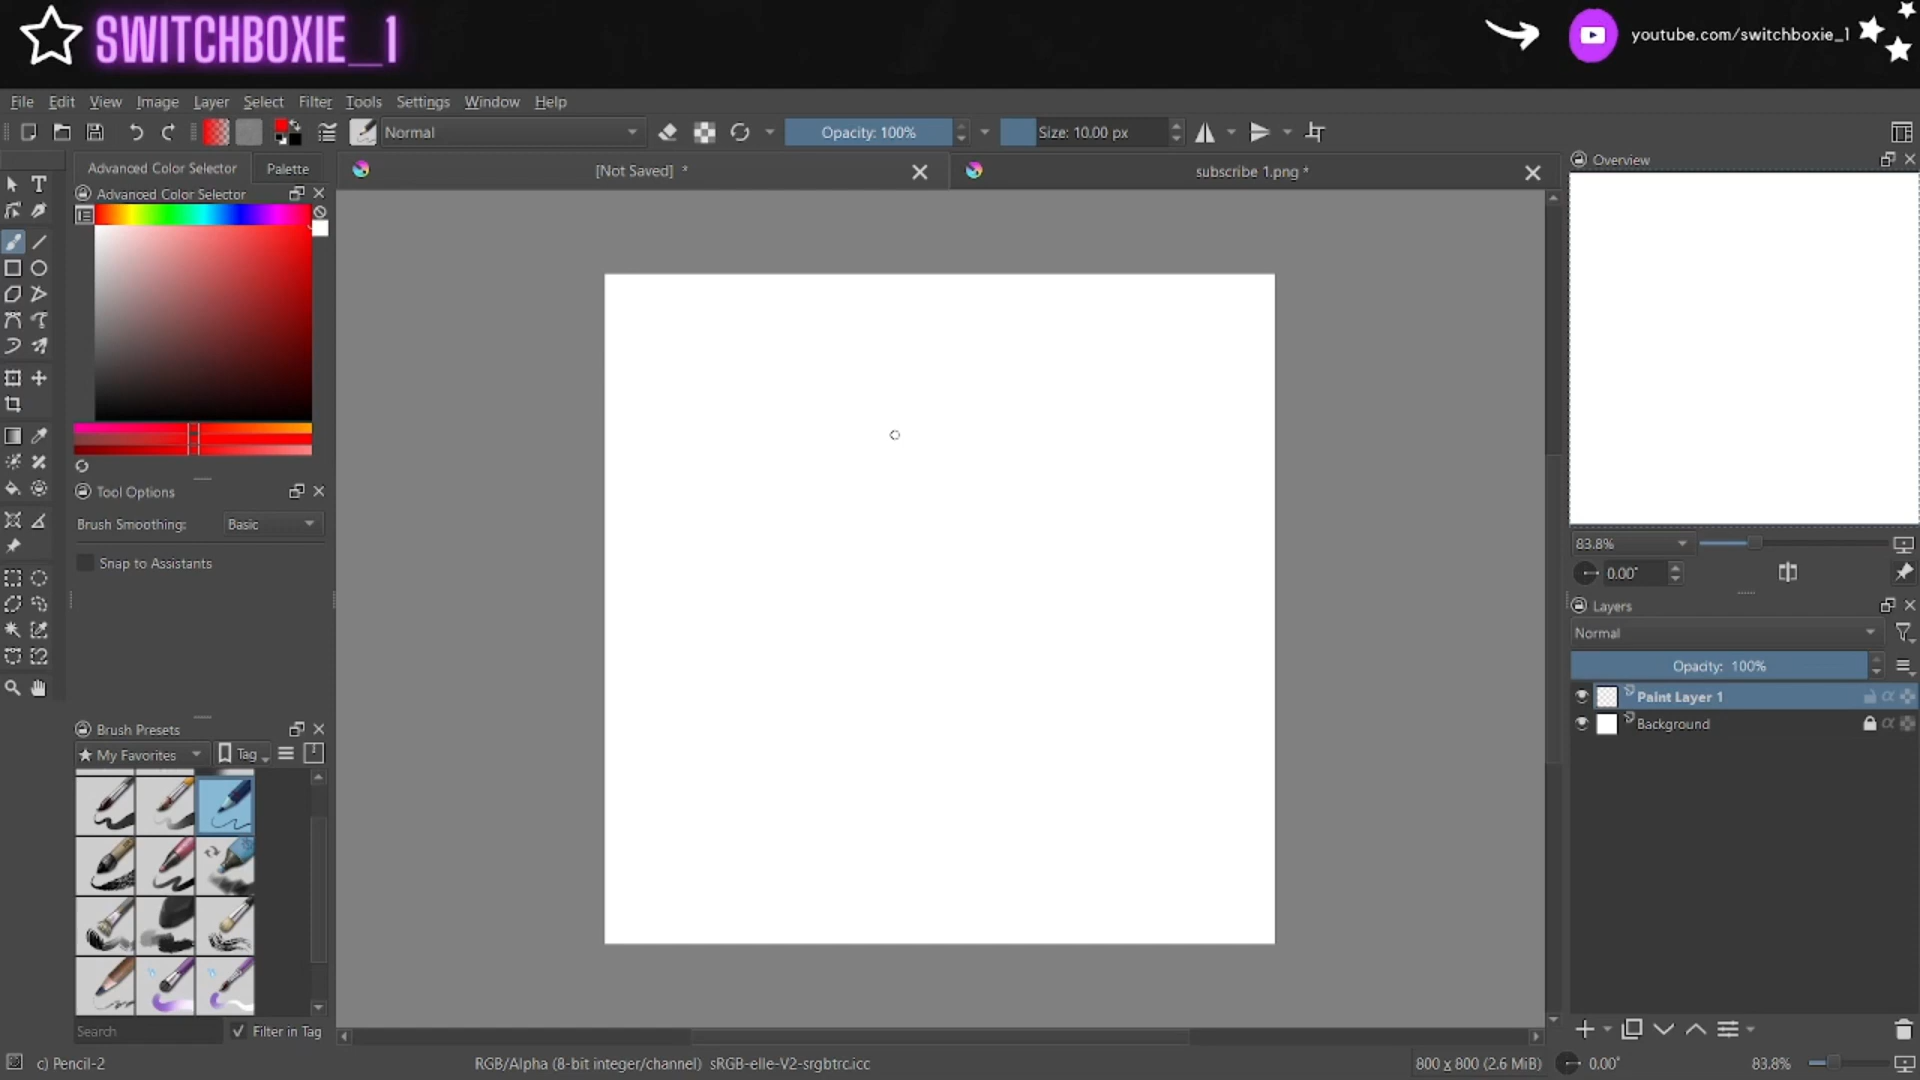 SWITCHBOXIE_1
youtube.com/switchboxie_1
File Edit View Image Layer Select Filter Tools Settings Window Help
Normal
Opacity: 100%
Size: 10.00 px
Advanced Color Selector
Palette
[Not Saved] *
subscribe 1.png *
Overview
Advanced Color Selector
Tool Options
Brush Smoothing: Basic
Snap to Assistants
83.8%
0.00°
Layers
Normal
Opacity: 100%
Paint Layer 1
Background
Brush Presets
My Favorites
Tag
Search
Filter in Tag
c) Pencil-2
RGB/Alpha (8-bit integer/channel) sRGB-elle-V2-srgbtrc.icc
800 x 800 (2.6 MiB)
0.00°
83.8%